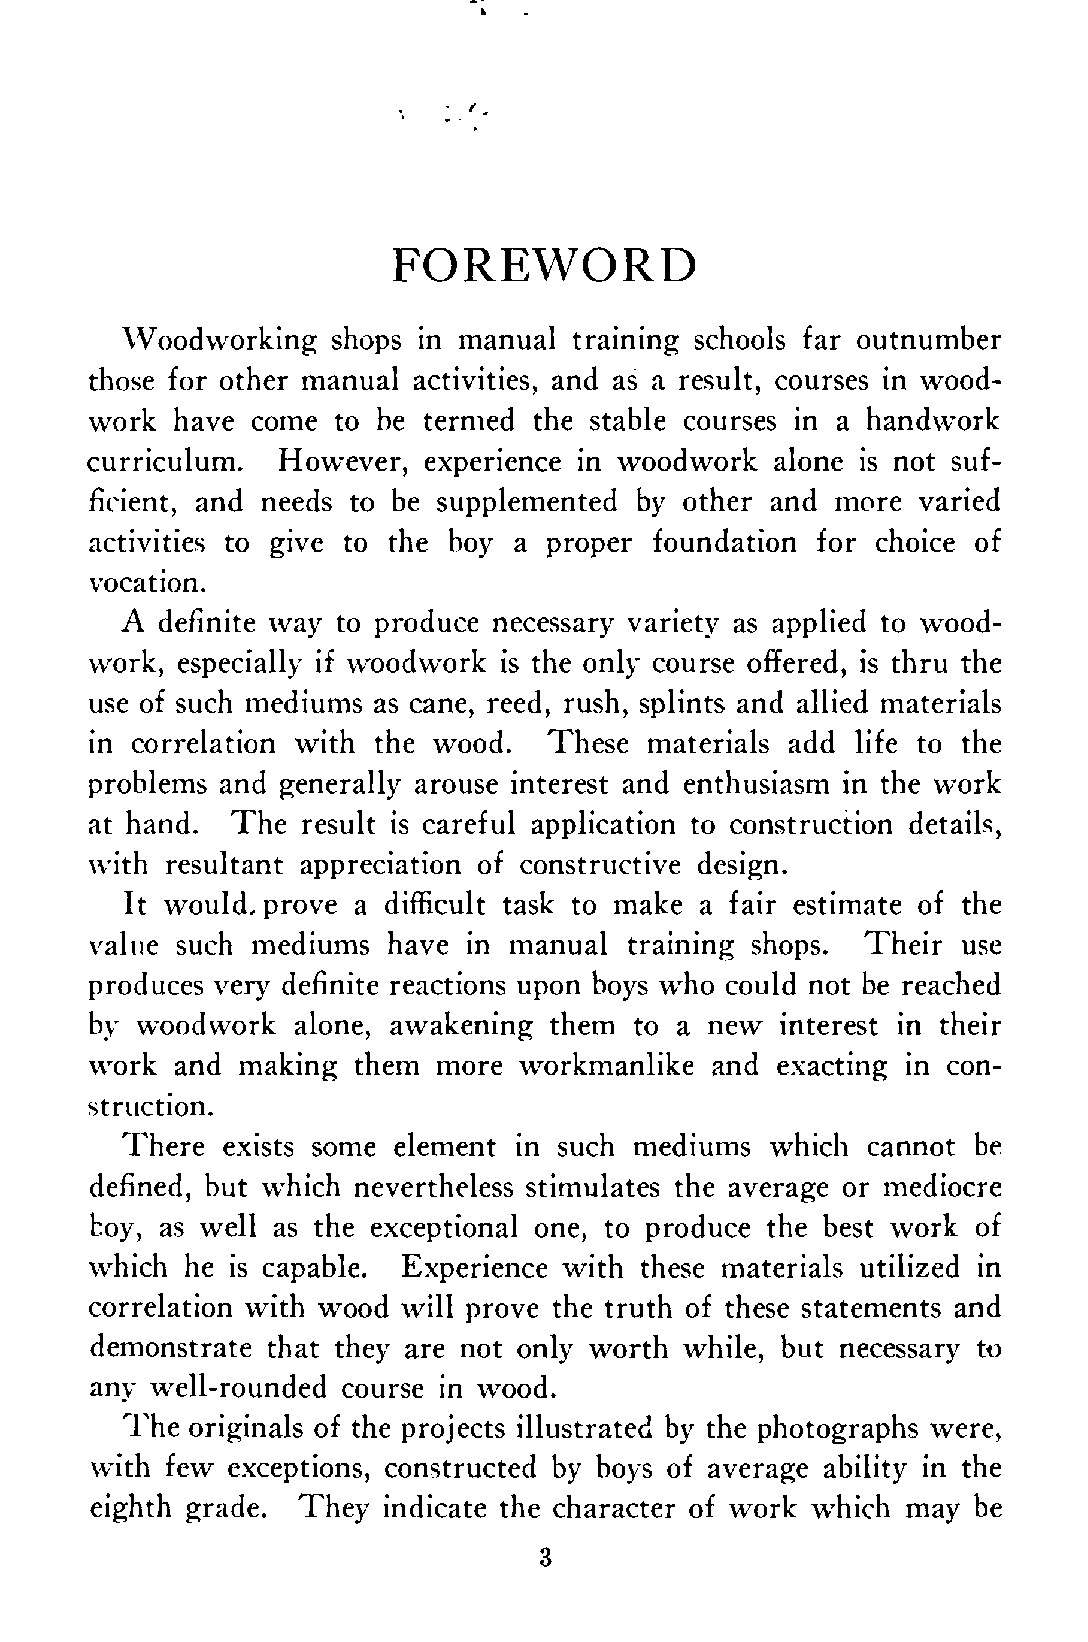 FOREWORD
Woodworking shops in manual training schools far outnumber
those for other manual activities, and as a result, courses in wood-
work have come to be termed the stable courses in a handwork
curriculum. However, experience in woodwork alone is not suf-
ficient, and needs to be supplemented by other and more varied
activities to give to the boy a proper foundation for choice of
vocation.
A definite way to produce necessary variety as applied to wood-
work, especially if woodwork is the only course offered, is thru the
use of such mediums as cane, reed, rush, splints and allied materials
in correlation with the wood. These materials add life to the
problems and generally arouse interest and enthusiasm in the work
at hand. The result is careful application to construction details,
with resultant appreciation of constructive design.
It would prove a difficult task to make a fair estimate of the
value such mediums have in manual training shops. Their use
produces very definite reactions upon boys who could not be reached
by woodwork alone, awakening them to a new interest in their
work and making them more workmanlike and exacting in con-
struction.
There exists some element in such mediums which cannot be
defined, but which nevertheless stimulates the average or mediocre
boy, as well as the exceptional one, to produce the best work of
which he is capable. Experience with these materials utilized in
correlation with wood will prove the truth of these statements and
demonstrate that they are not only worth while, but necessary to
any well-rounded course in wood.
The originals of the projects illustrated by the photographs were,
with few exceptions, constructed by boys of average ability in the
eighth grade. They indicate the character of work which may be
3